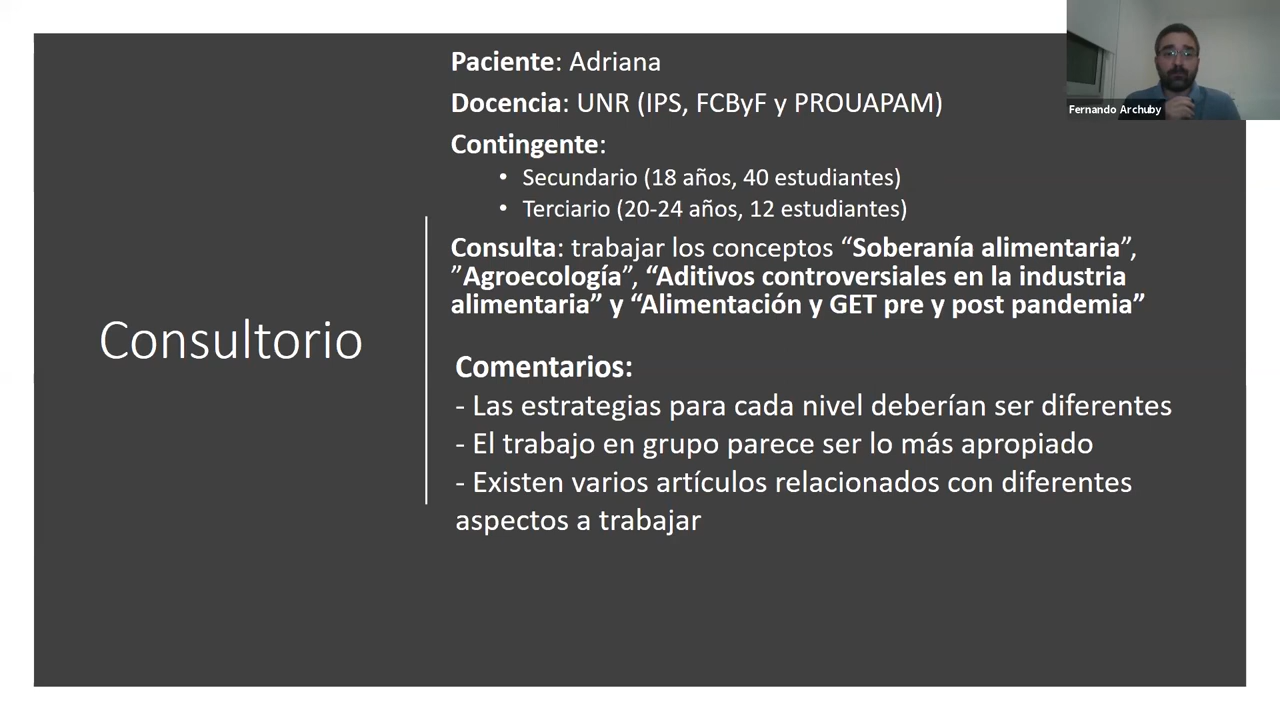 Paciente: Adriana
Docencia: UNR (IPS, FCByF y PROUAPAM)
Contingente:
• Secundario (18 años, 40 estudiantes)
• Terciario (20-24 años, 12 estudiantes)
Consulta: trabajar los conceptos “Soberanía alimentaria”,
”Agroecología”, “Aditivos controversiales en la industria
alimentaria” y “Alimentación y GET pre y post pandemia”
Consultorio
Comentarios:
- Las estrategias para cada nivel deberían ser diferentes
- El trabajo en grupo parece ser lo más apropiado
- Existen varios artículos relacionados con diferentes
aspectos a trabajar
Fernando Archuby